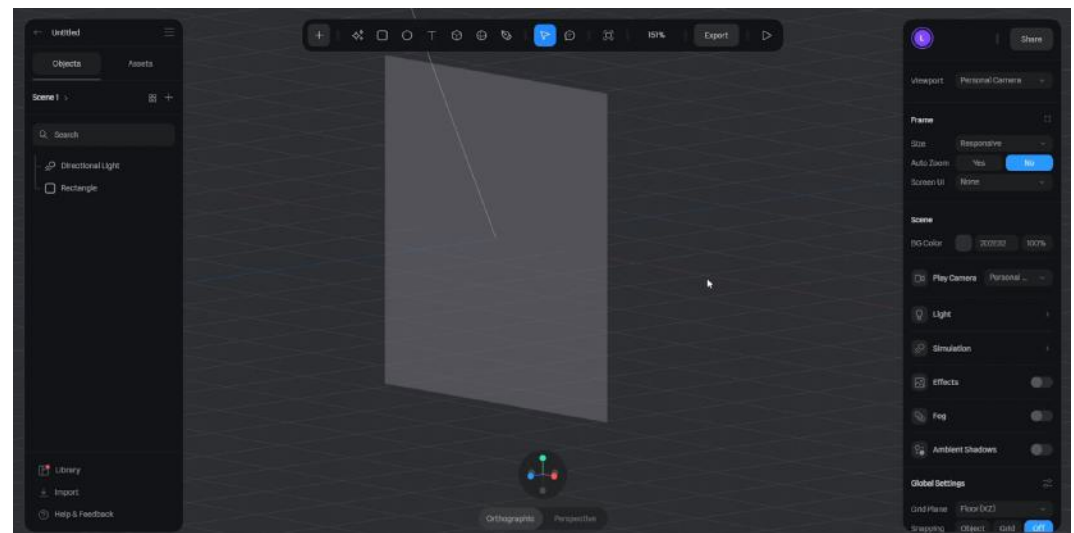 Untitled
Objects Assets
Scene 1
Search
Directional Light
Rectangle
Library
Import
Help & Feedback
151%
Export
Orthographic Perspective
L
Share
Viewport Personal Camera
Frame
Size Responsive
Auto Zoom Yes No
Screen UI None
Scene
BG Color 100%
Play Camera Personal ...
Light
Simulation
Effects
Fog
Ambient Shadows
Global Settings
Grid Plane Floor (XZ)
Snapping Object Grid Off